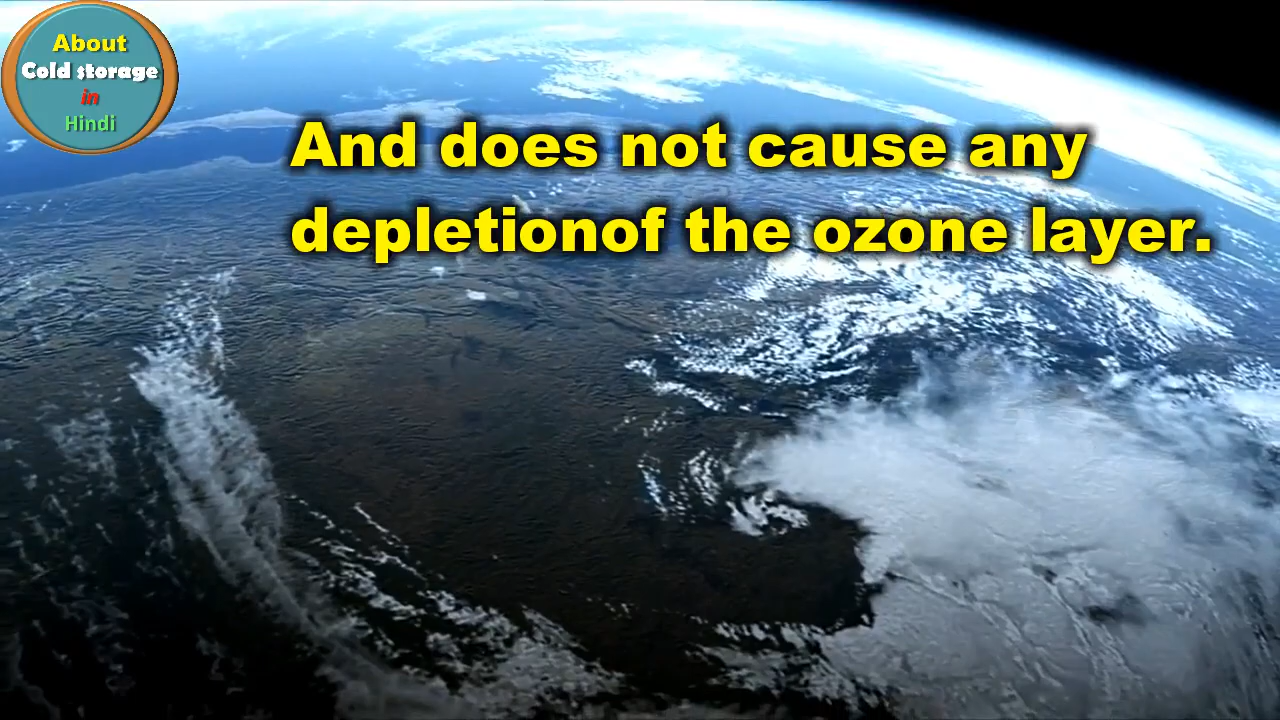 About
Cold storage
in
Hindi
And does not cause any
depletionof the ozone layer.